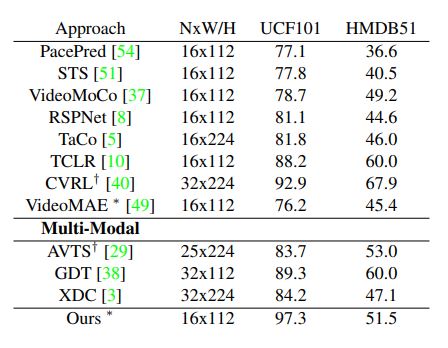 Approach NxW/H UCF101 HMDB51
PacePred [54] 16x112 77.1 36.6
STS [51] 16x112 77.8 40.5
VideoMoCo [37] 16x112 78.7 49.2
RSPNet [8] 16x112 81.1 44.6
TaCo [5] 16x224 81.8 46.0
TCLR [10] 16x112 88.2 60.0
CVRL† [40] 32x224 92.9 67.9
VideoMAE * [49] 16x112 76.2 45.4
Multi-Modal
AVTS† [29] 25x224 83.7 53.0
GDT [38] 32x112 89.3 60.0
XDC [3] 32x224 84.2 47.1
Ours * 16x112 97.3 51.5